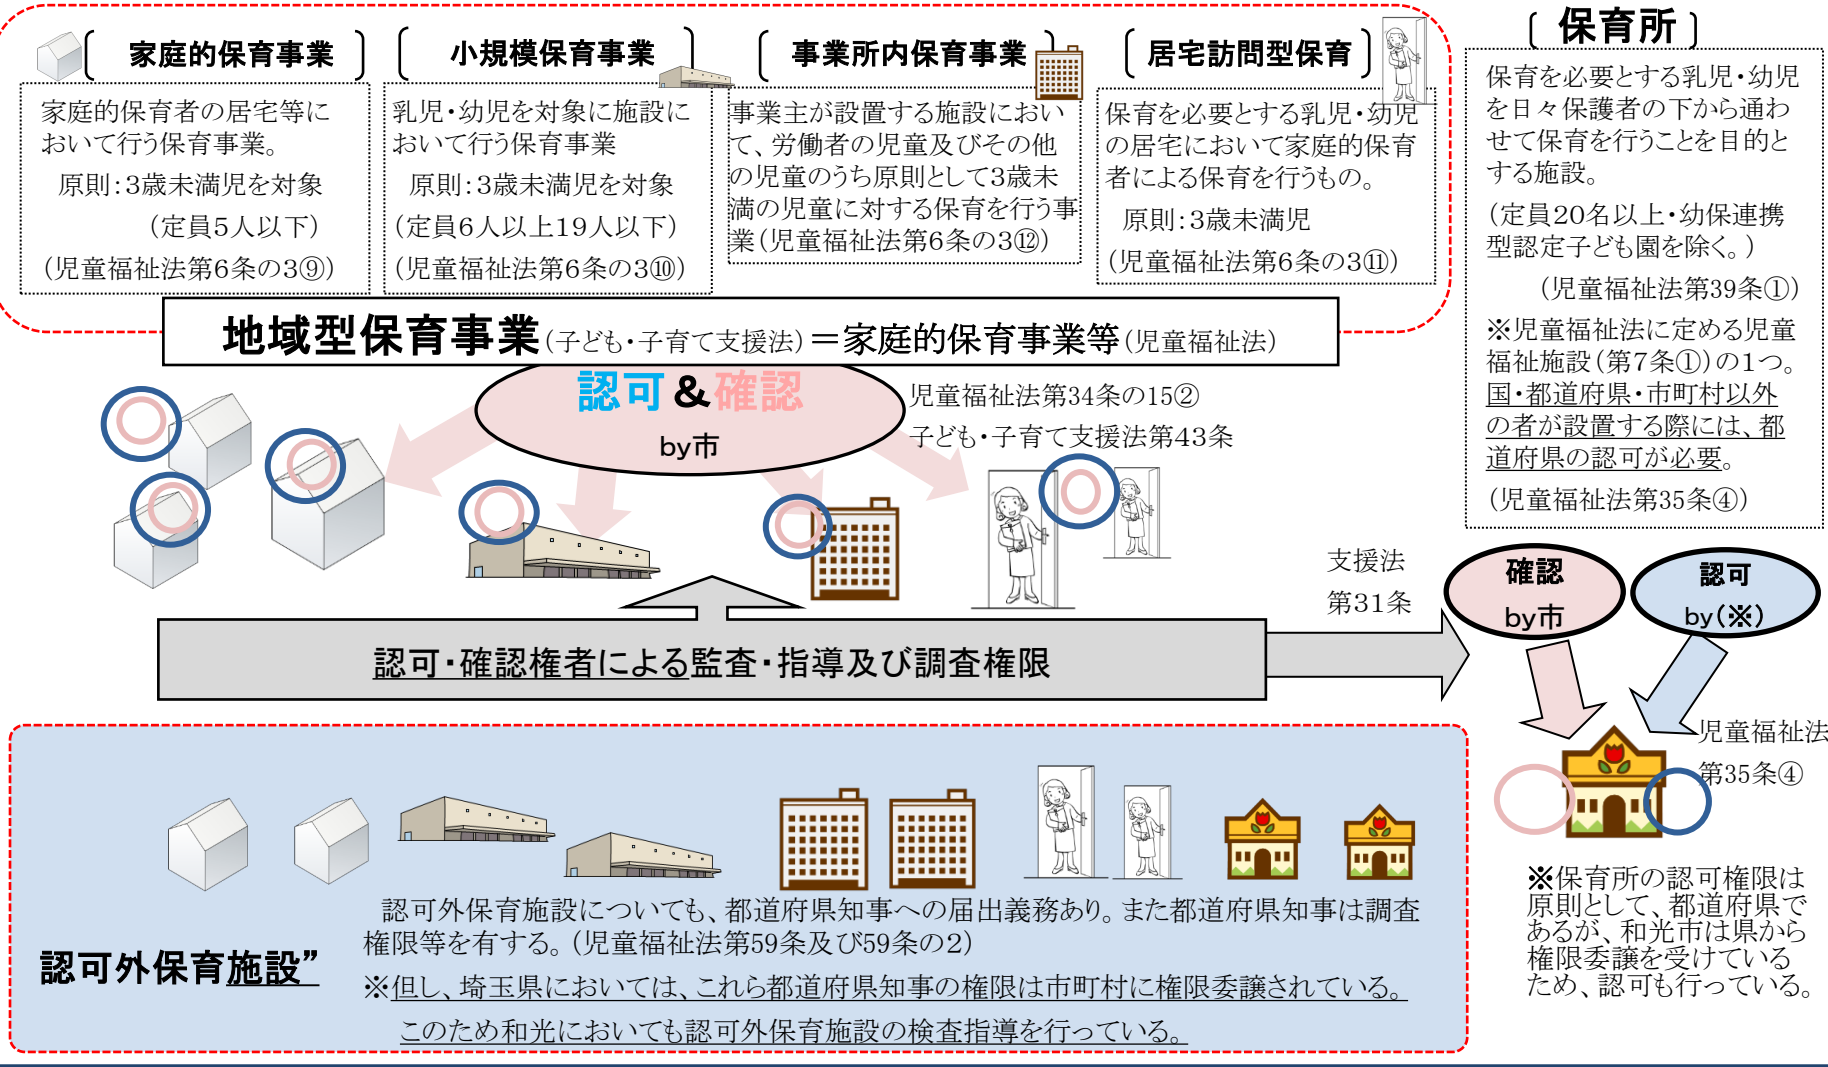 家庭的保育事業
家庭的保育者の居宅等に
おいて行う保育事業。
原則：3歳未満児を対象
（定員5人以下）
（児童福祉法第6条の3⑨）
小規模保育事業
乳児・幼児を対象に施設に
おいて行う保育事業
原則：3歳未満児を対象
（定員6人以上19人以下）
（児童福祉法第6条の3⑩）
事業所内保育事業
事業主が設置する施設におい
て、労働者の児童及びその他
の児童のうち原則として3歳未
満の児童に対する保育を行う事
業（児童福祉法第6条の3⑫）
居宅訪問型保育
保育を必要とする乳児・幼児
の居宅において家庭的保育
者による保育を行うもの。
原則：3歳未満児
（児童福祉法第6条の3⑪）
保育所
保育を必要とする乳児・幼児
を日々保護者の下から通わ
せて保育を行うことを目的と
する施設。
（定員20名以上・幼保連携
型認定子ども園を除く。）
（児童福祉法第39条①）
※児童福祉法に定める児童
福祉施設（第7条①）の1つ。
国・都道府県・市町村以外
の者が設置する際には、都
道府県の認可が必要。
（児童福祉法第35条④）
地域型保育事業（子ども・子育て支援法）＝家庭的保育事業等（児童福祉法）
認可＆確認
by市
児童福祉法第34条の15②
子ども・子育て支援法第43条
認可・確認権者による監査・指導及び調査権限
支援法
第31条
確認
by市
認可
by（※）
児童福祉法
第35条④
※保育所の認可権限は
原則として、都道府県で
あるが、和光市は県から
権限委譲を受けている
ため、認可も行っている。
認可外保育施設”
認可外保育施設についても、都道府県知事への届出義務あり。また都道府県知事は調査
権限等を有する。（児童福祉法第59条及び59条の2）
※但し、埼玉県においては、これら都道府県知事の権限は市町村に権限委譲されている。
このため和光においても認可外保育施設の検査指導を行っている。